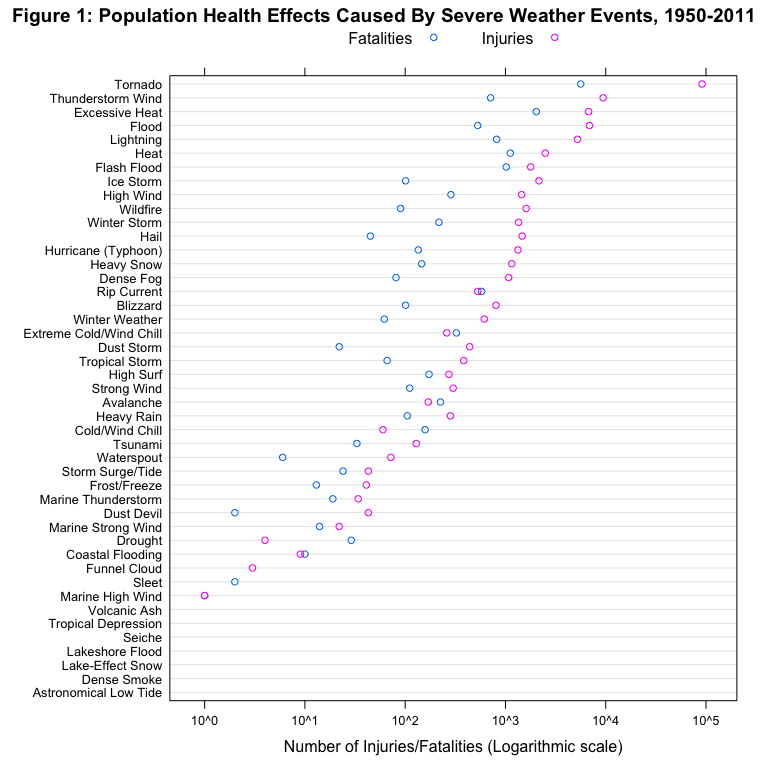 Figure 1: Population Health Effects Caused By Severe Weather Events, 1950-2011
Fatalities Injuries
Tornado
Thunderstorm Wind
Excessive Heat
Flood
Lightning
Heat
Flash Flood
Ice Storm
High Wind
Wildfire
Winter Storm
Hail
Hurricane (Typhoon)
Heavy Snow
Dense Fog
Rip Current
Blizzard
Winter Weather
Extreme Cold/Wind Chill
Dust Storm
Tropical Storm
High Surf
Strong Wind
Avalanche
Heavy Rain
Cold/Wind Chill
Tsunami
Waterspout
Storm Surge/Tide
Frost/Freeze
Marine Thunderstorm
Dust Devil
Marine Strong Wind
Drought
Coastal Flooding
Funnel Cloud
Sleet
Marine High Wind
Volcanic Ash
Tropical Depression
Seiche
Lakeshore Flood
Lake-Effect Snow
Dense Smoke
Astronomical Low Tide
10^0 10^1 10^2 10^3 10^4 10^5
Number of Injuries/Fatalities (Logarithmic scale)